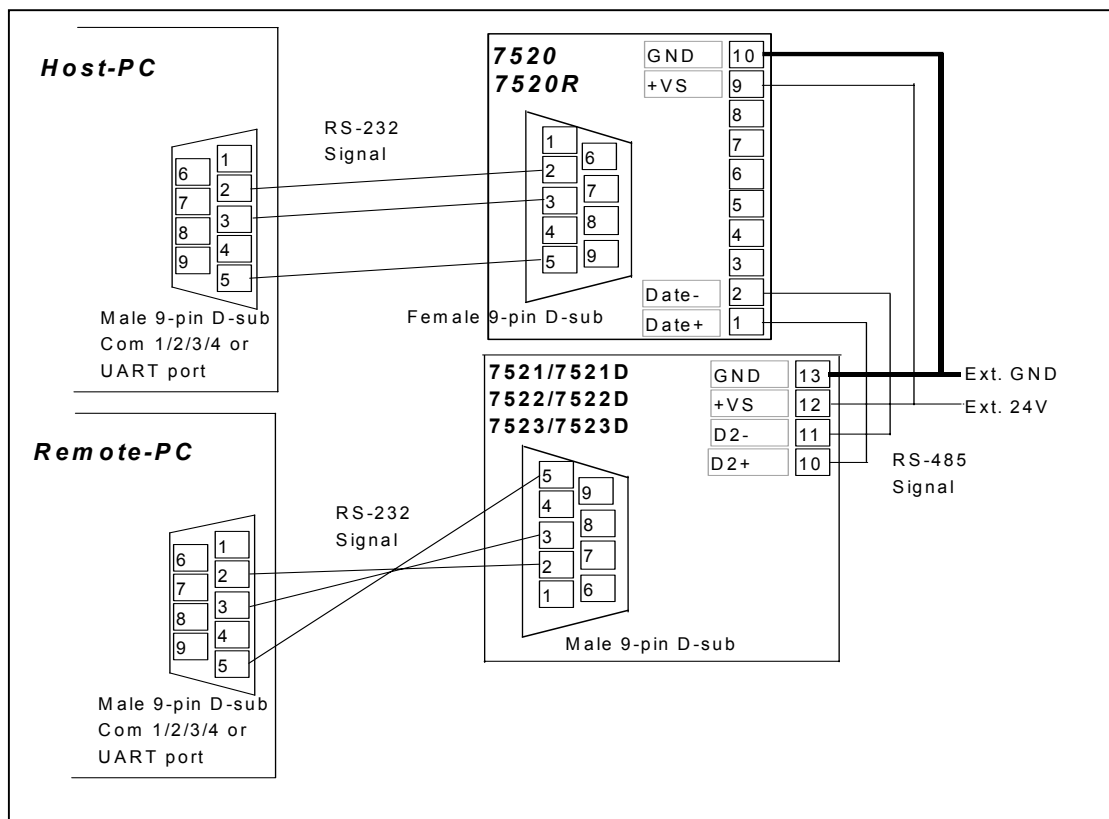 Host-PC
1
2
3
4
5
6
7
8
9
Male 9-pin D-sub
Com 1/2/3/4 or
UART port
RS-232
Signal
7520
7520R
1
2
3
4
5
6
7
8
9
Female 9-pin D-sub
GND 10
+VS 9
8
7
6
5
4
3
Date- 2
Date+ 1
7521/7521D
7522/7522D
7523/7523D
GND 13
+VS 12
D2- 11
D2+ 10
5
4
3
2
1
9
8
7
6
Male 9-pin D-sub
Ext. GND
Ext. 24V
RS-485
Signal
Remote-PC
RS-232
Signal
1
2
3
4
5
6
7
8
9
Male 9-pin D-sub
Com 1/2/3/4 or
UART port